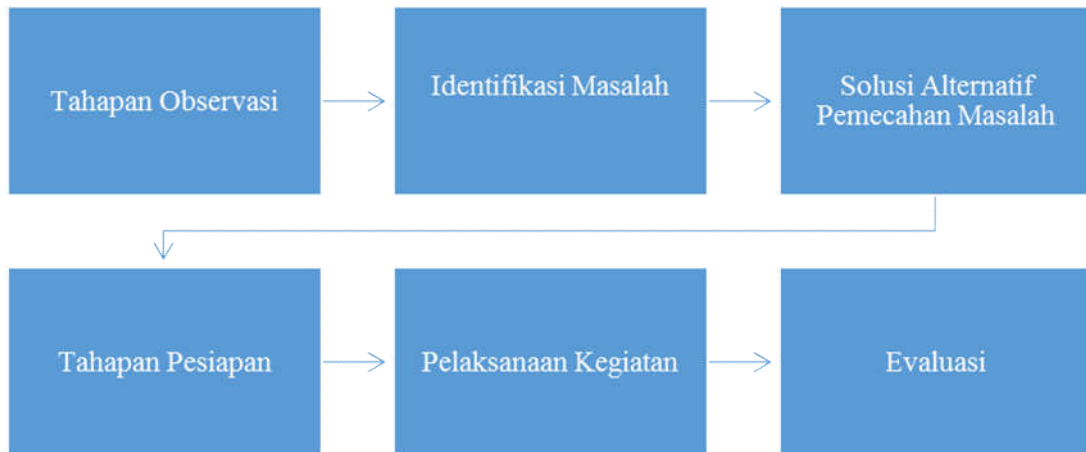 Tahapan Observasi
Identifikasi Masalah
Solusi Alternatif
Pemecahan Masalah
Tahapan Pesiapan
Pelaksanaan Kegiatan
Evaluasi